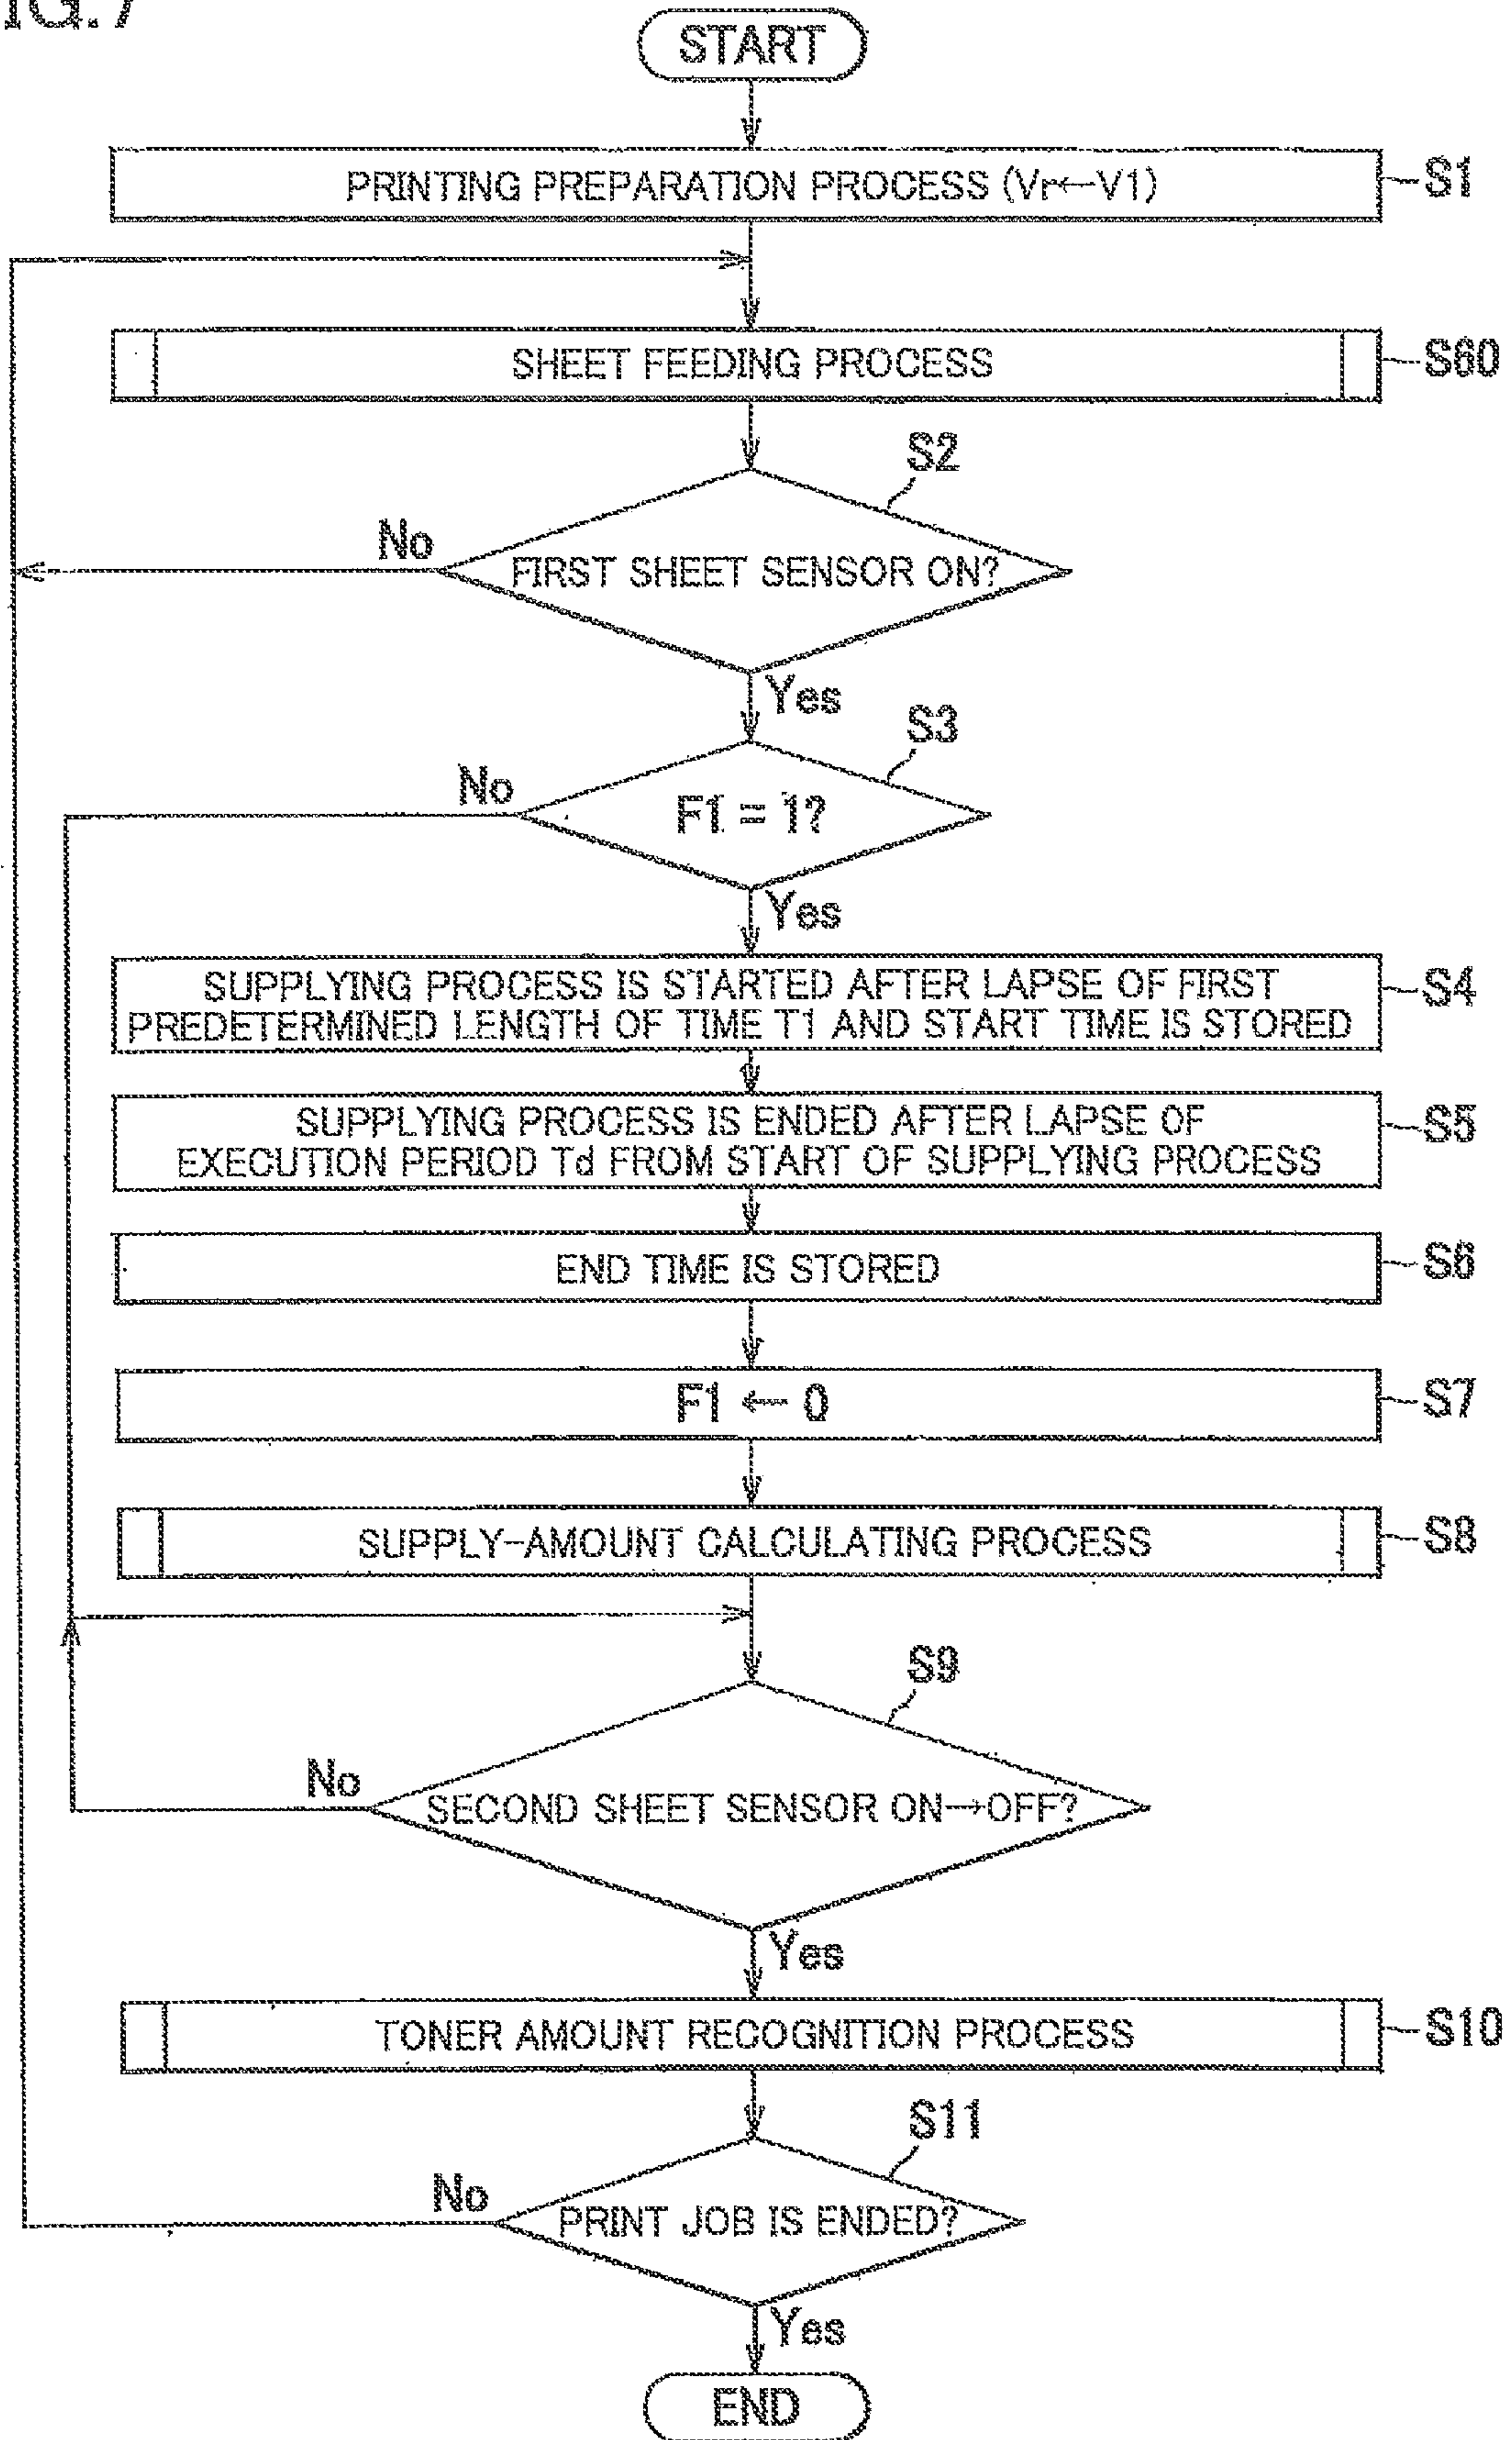 IG.7
START
PRINTING PREPARATION PROCESS (Vr←V1)
S1
SHEET FEEDING PROCESS
S60
S2
No
FIRST SHEET SENSOR ON?
Yes
S3
No
F1 = 1?
Yes
SUPPLYING PROCESS IS STARTED AFTER LAPSE OF FIRST
PREDETERMINED LENGTH OF TIME T1 AND START TIME IS STORED
S4
SUPPLYING PROCESS IS ENDED AFTER LAPSE OF
EXECUTION PERIOD Td FROM START OF SUPPLYING PROCESS
S5
END TIME IS STORED
S6
F1 ← 0
S7
SUPPLY-AMOUNT CALCULATING PROCESS
S8
S9
No
SECOND SHEET SENSOR ON→OFF?
Yes
TONER AMOUNT RECOGNITION PROCESS
S10
S11
No
PRINT JOB IS ENDED?
Yes
END